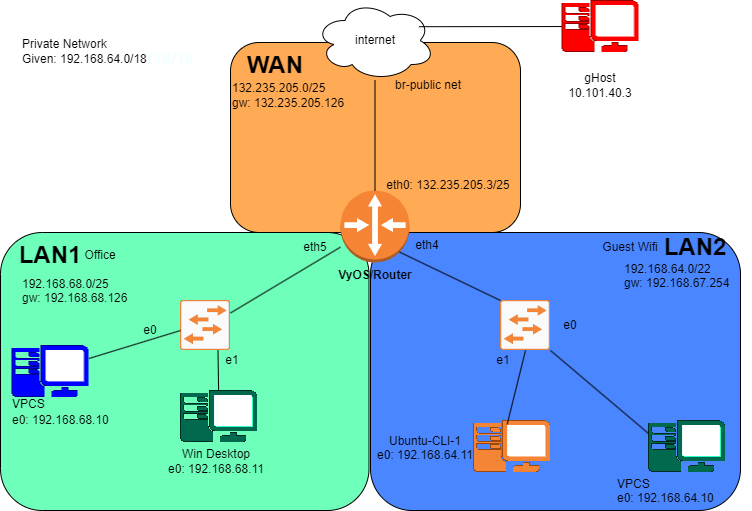 Private Network
Given: 192.168.64.0/18
internet
WAN
132.235.205.0/25
gw: 132.235.205.126
br-public net
gHost
10.101.40.3
eth0: 132.235.205.3/25
eth5
eth4
VyOS/Router
LAN1 Office
192.168.68.0/25
gw: 192.168.68.126
e0
e1
VPCS
e0: 192.168.68.10
Win Desktop
e0: 192.168.68.11
Guest Wifi LAN2
192.168.64.0/22
gw: 192.168.67.254
e0
e1
Ubuntu-CLI-1
e0: 192.168.64.11
VPCS
e0: 192.168.64.10